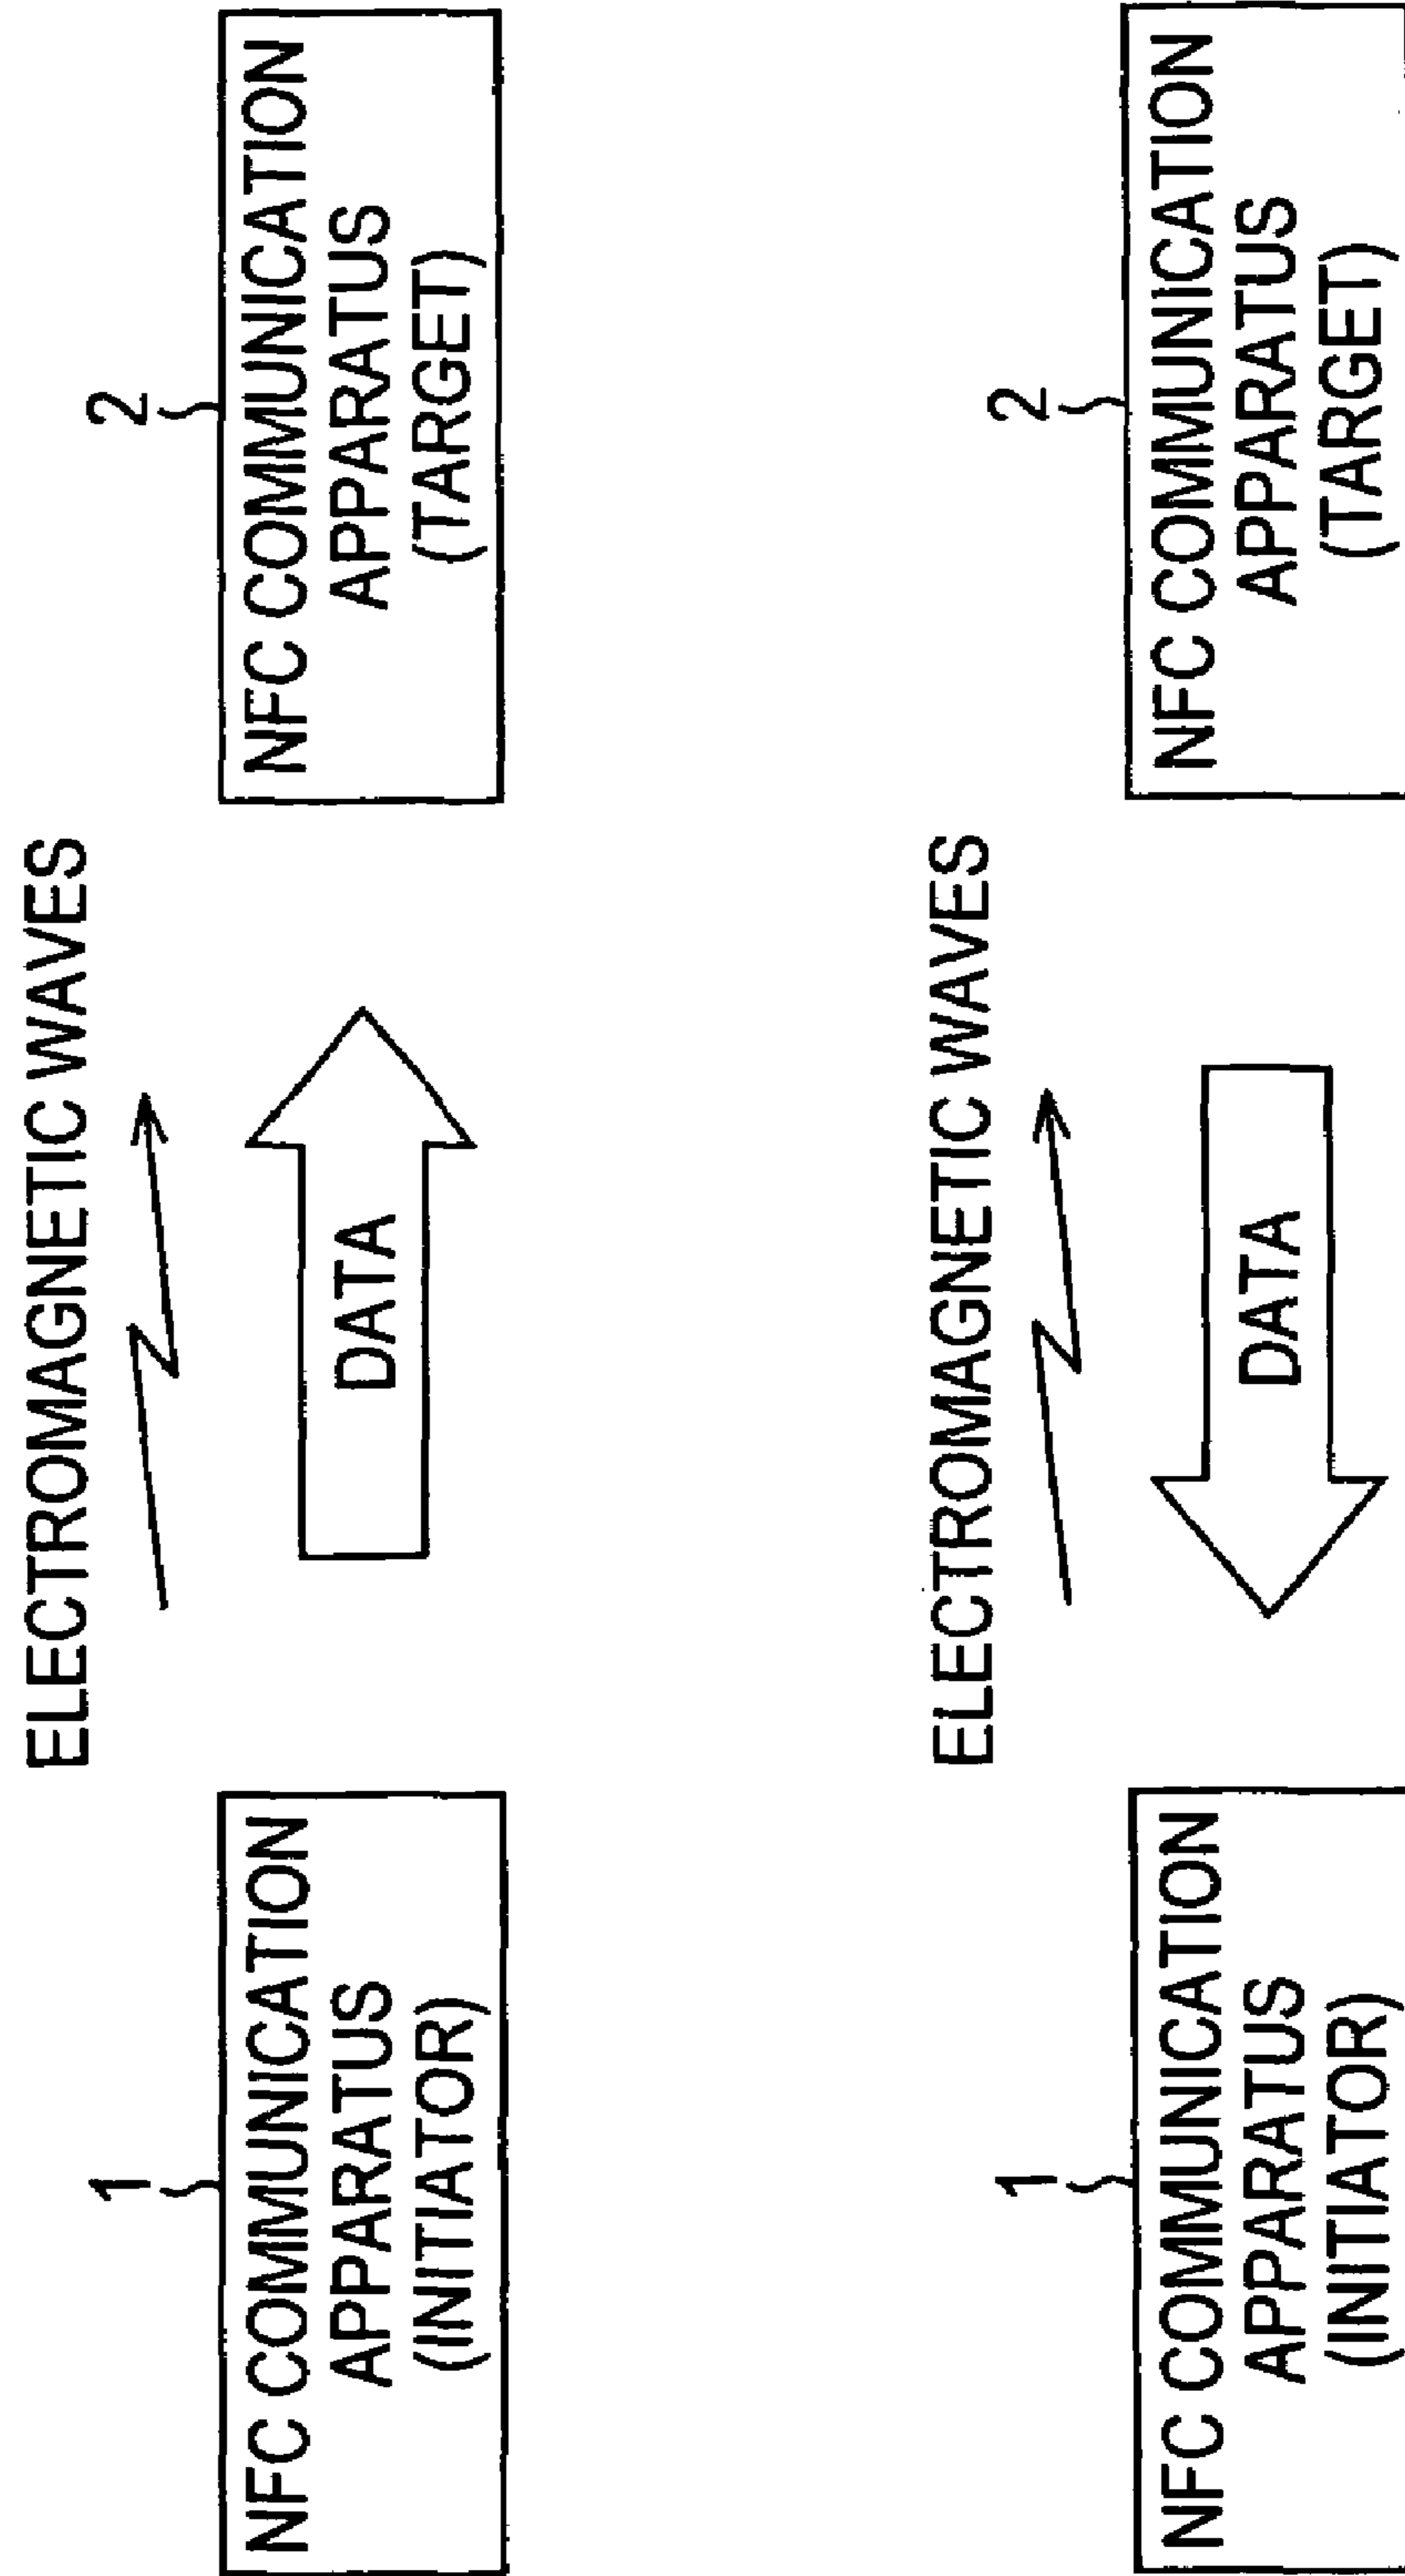 ELECTROMAGNETIC WAVES
1
2
NFC COMMUNICATION
APPARATUS
(INITIATOR)
DATA
NFC COMMUNICATION
APPARATUS
(TARGET)
ELECTROMAGNETIC WAVES
1
2
NFC COMMUNICATION
APPARATUS
(INITIATOR)
DATA
NFC COMMUNICATION
APPARATUS
(TARGET)